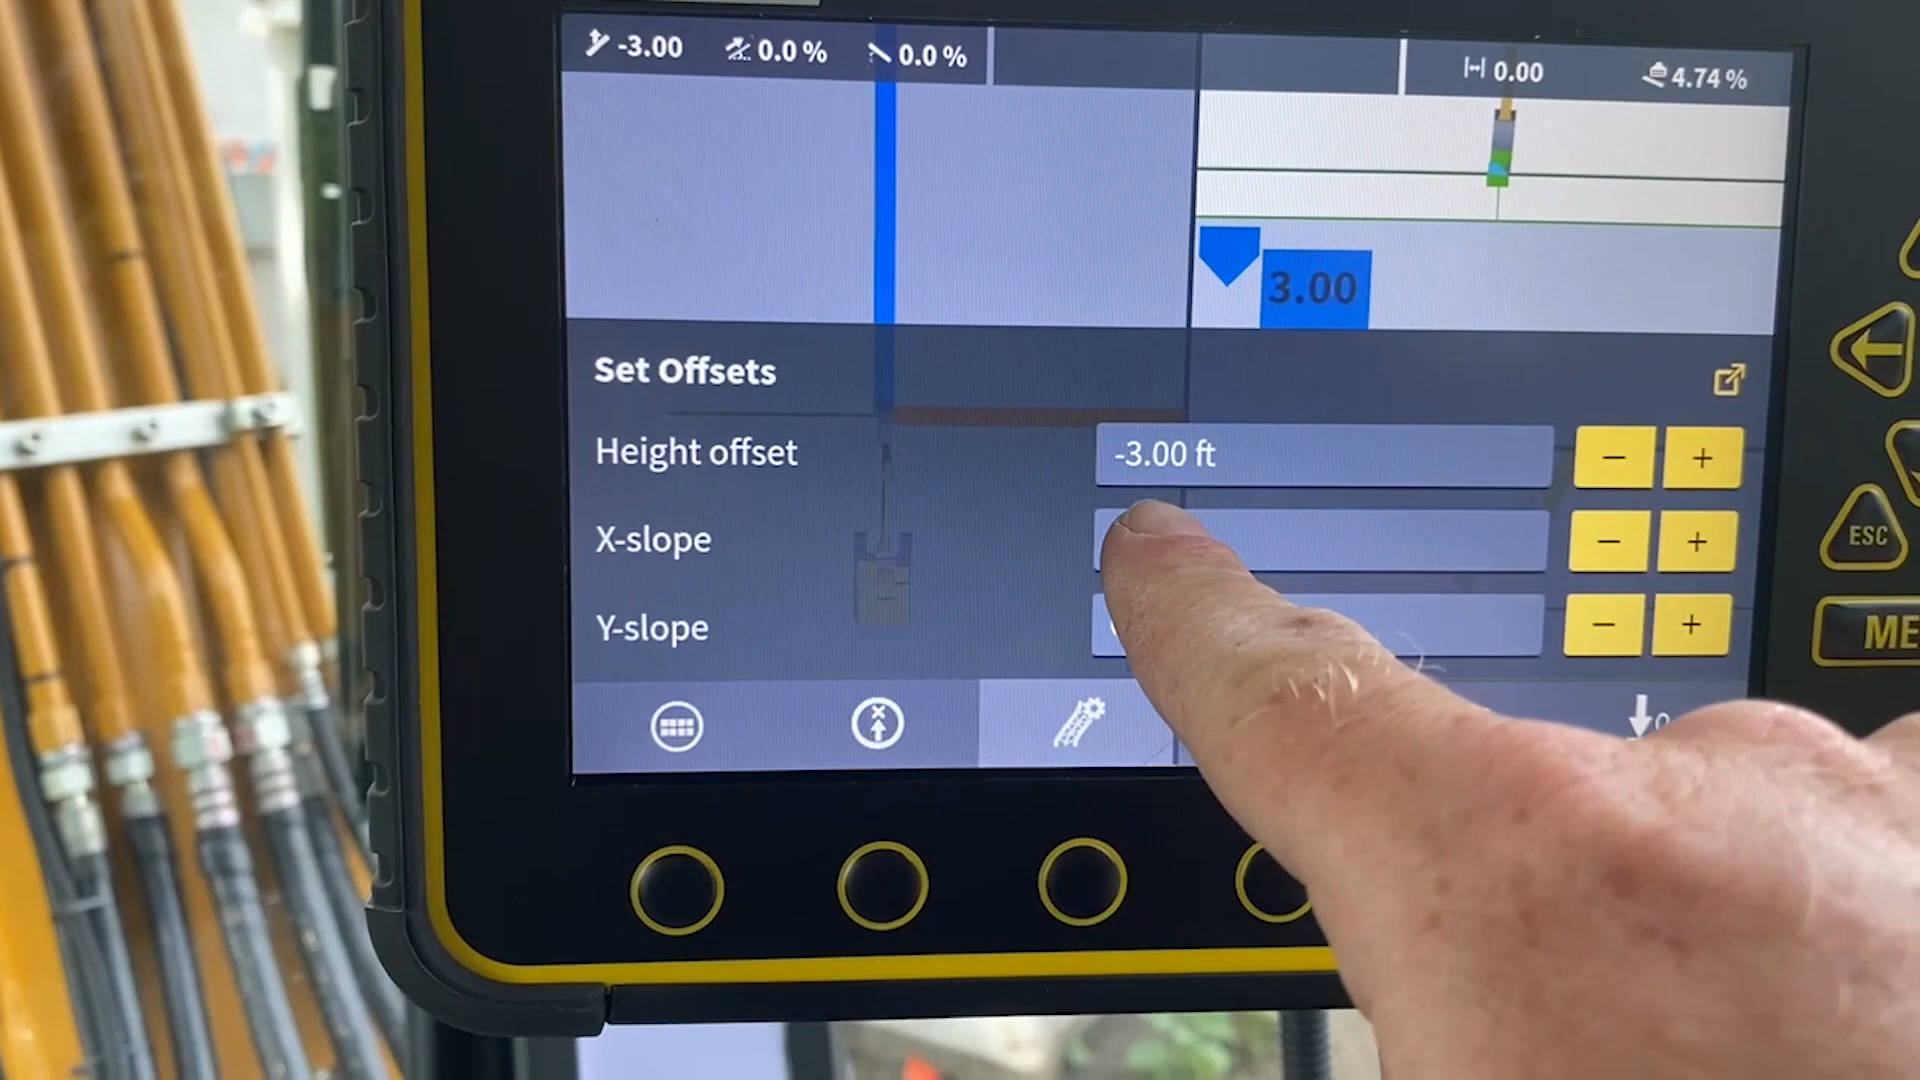 -3.00 0.0 % 0.0 % 0.00 4.74 %
3.00
Set Offsets
Height offset -3.00 ft - +
X-slope - +
ESC
Y-slope - +